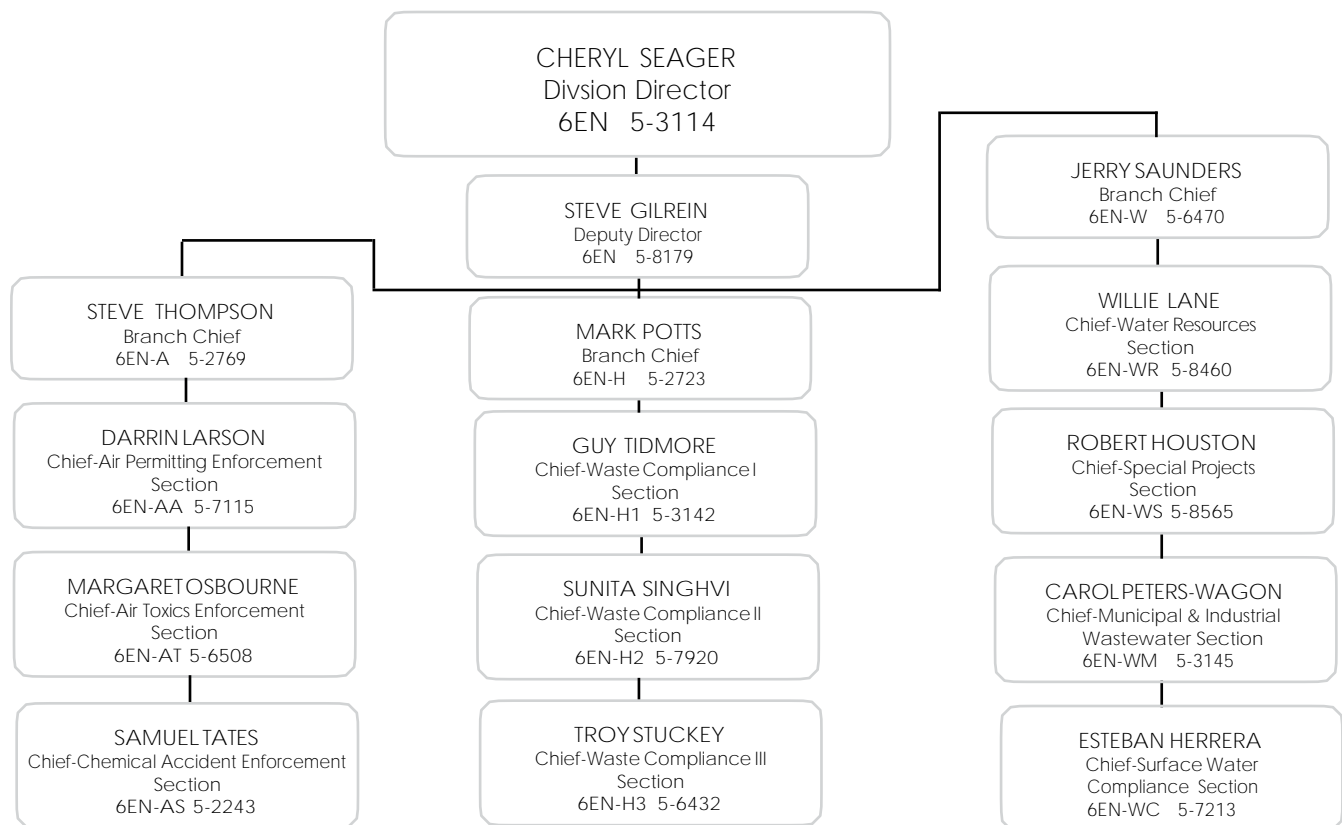 CHERYL SEAGER
Divsion Director
6EN 5-3114
STEVE GILREIN
Deputy Director
6EN 5-8179
STEVE THOMPSON
Branch Chief
6EN-A 5-2769
DARRIN LARSON
Chief-Air Permitting Enforcement
Section
6EN-AA 5-7115
MARGARET OSBOURNE
Chief-Air Toxics Enforcement
Section
6EN-AT 5-6508
SAMUEL TATES
Chief-Chemical Accident Enforcement
Section
6EN-AS 5-2243
MARK POTTS
Branch Chief
6EN-H 5-2723
GUY TIDMORE
Chief-Waste Compliance I
Section
6EN-H1 5-3142
SUNITA SINGHVI
Chief-Waste Compliance II
Section
6EN-H2 5-7920
TROY STUCKEY
Chief-Waste Compliance III
Section
6EN-H3 5-6432
JERRY SAUNDERS
Branch Chief
6EN-W 5-6470
WILLIE LANE
Chief-Water Resources
Section
6EN-WR 5-8460
ROBERT HOUSTON
Chief-Special Projects
Section
6EN-WS 5-8565
CAROL PETERS-WAGON
Chief-Municipal & Industrial
Wastewater Section
6EN-WM 5-3145
ESTEBAN HERRERA
Chief-Surface Water
Compliance Section
6EN-WC 5-7213